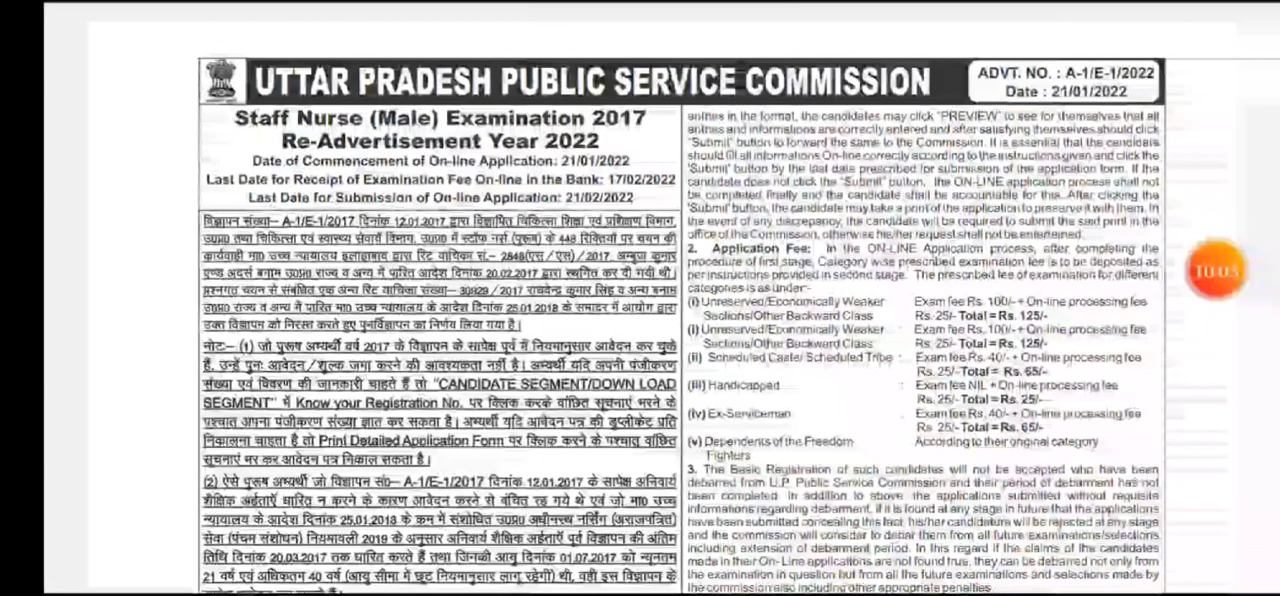 UTTAR PRADESH PUBLIC SERVICE COMMISSION
ADVT. NO. : A-1/E-1/2022
Date : 21/01/2022
Staff Nurse (Male) Examination 2017
Re-Advertisement Year 2022
Date of Commencement of On-line Application: 21/01/2022
Last Date for Receipt of Examination Fee On-line in the Bank: 17/02/2022
Last Date for Submission of On-line Application: 21/02/2022
विज्ञापन संख्या– A-1/E-1/2017 दिनांक 12.01.2017 द्वारा विज्ञापित चिकित्सा शिक्षा एवं प्रशिक्षण विभाग,
उ०प्र० तथा चिकित्सा एवं स्वास्थ्य सेवायें विभाग, उ०प्र० में स्टॉफ नर्स (पुरूष) के 448 रिक्तियों पर चयन की
कार्यवाही मा० उच्च न्यायालय इलाहाबाद द्वारा रिट याचिका सं.– 2548(एस/एस)/2017, अम्बुज कुमार
एण्ड अदर्स बनाम उ०प्र० राज्य व अन्य में पारित आदेश दिनांक 20.02.2017 द्वारा स्थगित कर दी गयी थी।
प्रश्नगत चयन से संबंधित एक अन्य रिट याचिका संख्या– 30929/2017 राघवेन्द्र कुमार सिंह व अन्य बनाम
उ०प्र० राज्य व अन्य में पारित मा० उच्च न्यायालय के आदेश दिनांक 25.01.2018 के समादर में आयोग द्वारा
उक्त विज्ञापन को निरस्त करते हुए पुनर्विज्ञापन का निर्णय लिया गया है।
नोटः– (1) जो पुरूष अभ्यर्थी वर्ष 2017 के विज्ञापन के सापेक्ष पूर्व में नियमानुसार आवेदन कर चुके
हैं, उन्हें पुनः आवेदन/शुल्क जमा करने की आवश्यकता नहीं है। अभ्यर्थी यदि अपनी पंजीकरण
संख्या एवं विवरण की जानकारी चाहते हैं तो "CANDIDATE SEGMENT/DOWN LOAD
SEGMENT" में Know your Registration No. पर क्लिक करके वांछित सूचनाएं भरने के
पश्चात अपना पंजीकरण संख्या ज्ञात कर सकता है। अभ्यर्थी यदि आवेदन पत्र की डुप्लीकेट प्रति
निकालना चाहता है तो Print Detailed Application Form पर क्लिक करने के पश्चात् वांछित
सूचनाएं भर कर आवेदन पत्र निकाल सकता है।
(2) ऐसे पुरूष अभ्यर्थी जो विज्ञापन सं०– A-1/E-1/2017 दिनांक 12.01.2017 के सापेक्ष अनिवार्य
शैक्षिक अर्हताएँ धारित न करने के कारण आवेदन करने से वंचित रह गये थे एवं जो मा० उच्च
न्यायालय के आदेश दिनांक 25.01.2018 के क्रम में संशोधित उ०प्र० अधीनस्थ नर्सिंग (अराजपत्रित)
सेवा (पंचम संशोधन) नियमावली 2019 के अनुसार अनिवार्य शैक्षिक अर्हताएँ पूर्व विज्ञापन की अंतिम
तिथि दिनांक 20.03.2017 तक धारित करते हैं तथा जिनकी आयु दिनांक 01.07.2017 को न्यूनतम
21 वर्ष एवं अधिकतम 40 वर्ष (आयु सीमा में छूट नियमानुसार लागू रहेगी) थी, वही इस विज्ञापन के
entries in the format, the candidates may click "PREVIEW" to see for themselves that all
entries and informations are correctly entered and after satisfying themselves should click
"Submit" button to forward the same to the Commission. It is essential that the candidate
should fill all informations On-line correctly according to the instructions given and click the
'Submit' button by the last date prescribed for submission of the application form. If the
candidate does not click the 'Submit' button, the ON-LINE application process shall not
be completed finally and the candidate shall be accountable for this. After clicking the
'Submit' button, the candidate may take a print of the application to preserve it with them. In
the event of any discrepancy, the candidate will be required to submit the said print in the
office of the Commission, otherwise his/her request shall not be entertained.
2. Application Fee: In the ON-LINE Application process, after completing the
procedure of first stage, Category wise prescribed examination fee is to be deposited as
per instructions provided in second stage. The prescribed fee of examination for different
categories is as under:-
(i) Unreserved/Economically Weaker : Exam fee Rs. 100/- + On-line processing fee
Sections/Other Backward Class Rs. 25/- Total = Rs. 125/-
(i) Unreserved/Economically Weaker : Exam fee Rs. 100/- + On-line processing fee
Sections/Other Backward Class Rs. 25/- Total = Rs. 125/-
(ii) Scheduled Caste/ Scheduled Tribe : Exam fee Rs. 40/- + On-line processing fee
Rs. 25/- Total = Rs. 65/-
(iii) Handicapped : Exam fee NIL + On-line processing fee
Rs. 25/- Total = Rs. 25/-
(iv) Ex-Serviceman : Exam fee Rs. 40/- + On-line processing fee
Rs. 25/- Total = Rs. 65/-
(v) Dependents of the Freedom : According to their original category
Fighters
3. The Basic Registration of such candidates will not be accepted who have been
debarred from U.P. Public Service Commission and their period of debarment has not
been completed. In addition to above, the applications submitted without requisite
informations regarding debarment, if it is found at any stage in future that the applications
have been submitted concealing this fact, his/her candidature will be rejected at any stage
and the commission will consider to debar them from all future examinations/selections
including extension of debarment period. In this regard if the claims of the candidates
made in their On- Line applications are not found true, they can be debarred not only from
the examination in question but from all the future examinations and selections made by
the commission also including other appropriate penalties.
10:03